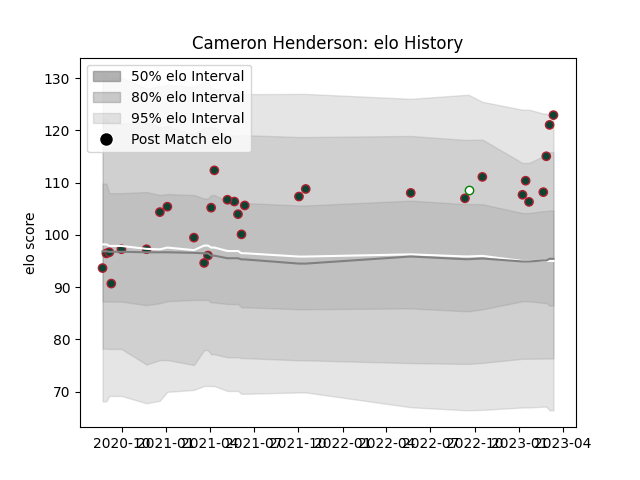 Cameron Henderson: elo History
50% elo Interval
80% elo Interval
95% elo Interval
Post Match elo
elo score
130
120
110
100
90
80
70
2020-10 2021-01 2021-04 2021-07 2021-10 2022-01 2022-04 2022-07 2022-10 2023-01 2023-04